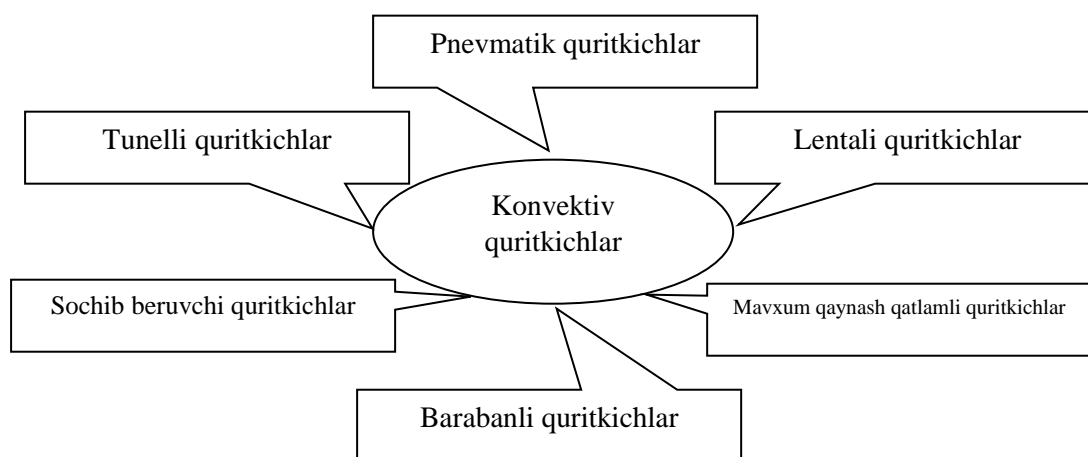 Pnevmatik quritkichlar
Tunelli quritkichlar
Lentali quritkichlar
Konvektiv
quritkichlar
Sochib beruvchi quritkichlar
Mavxum qaynash qatlamli quritkichlar
Barabanli quritkichlar